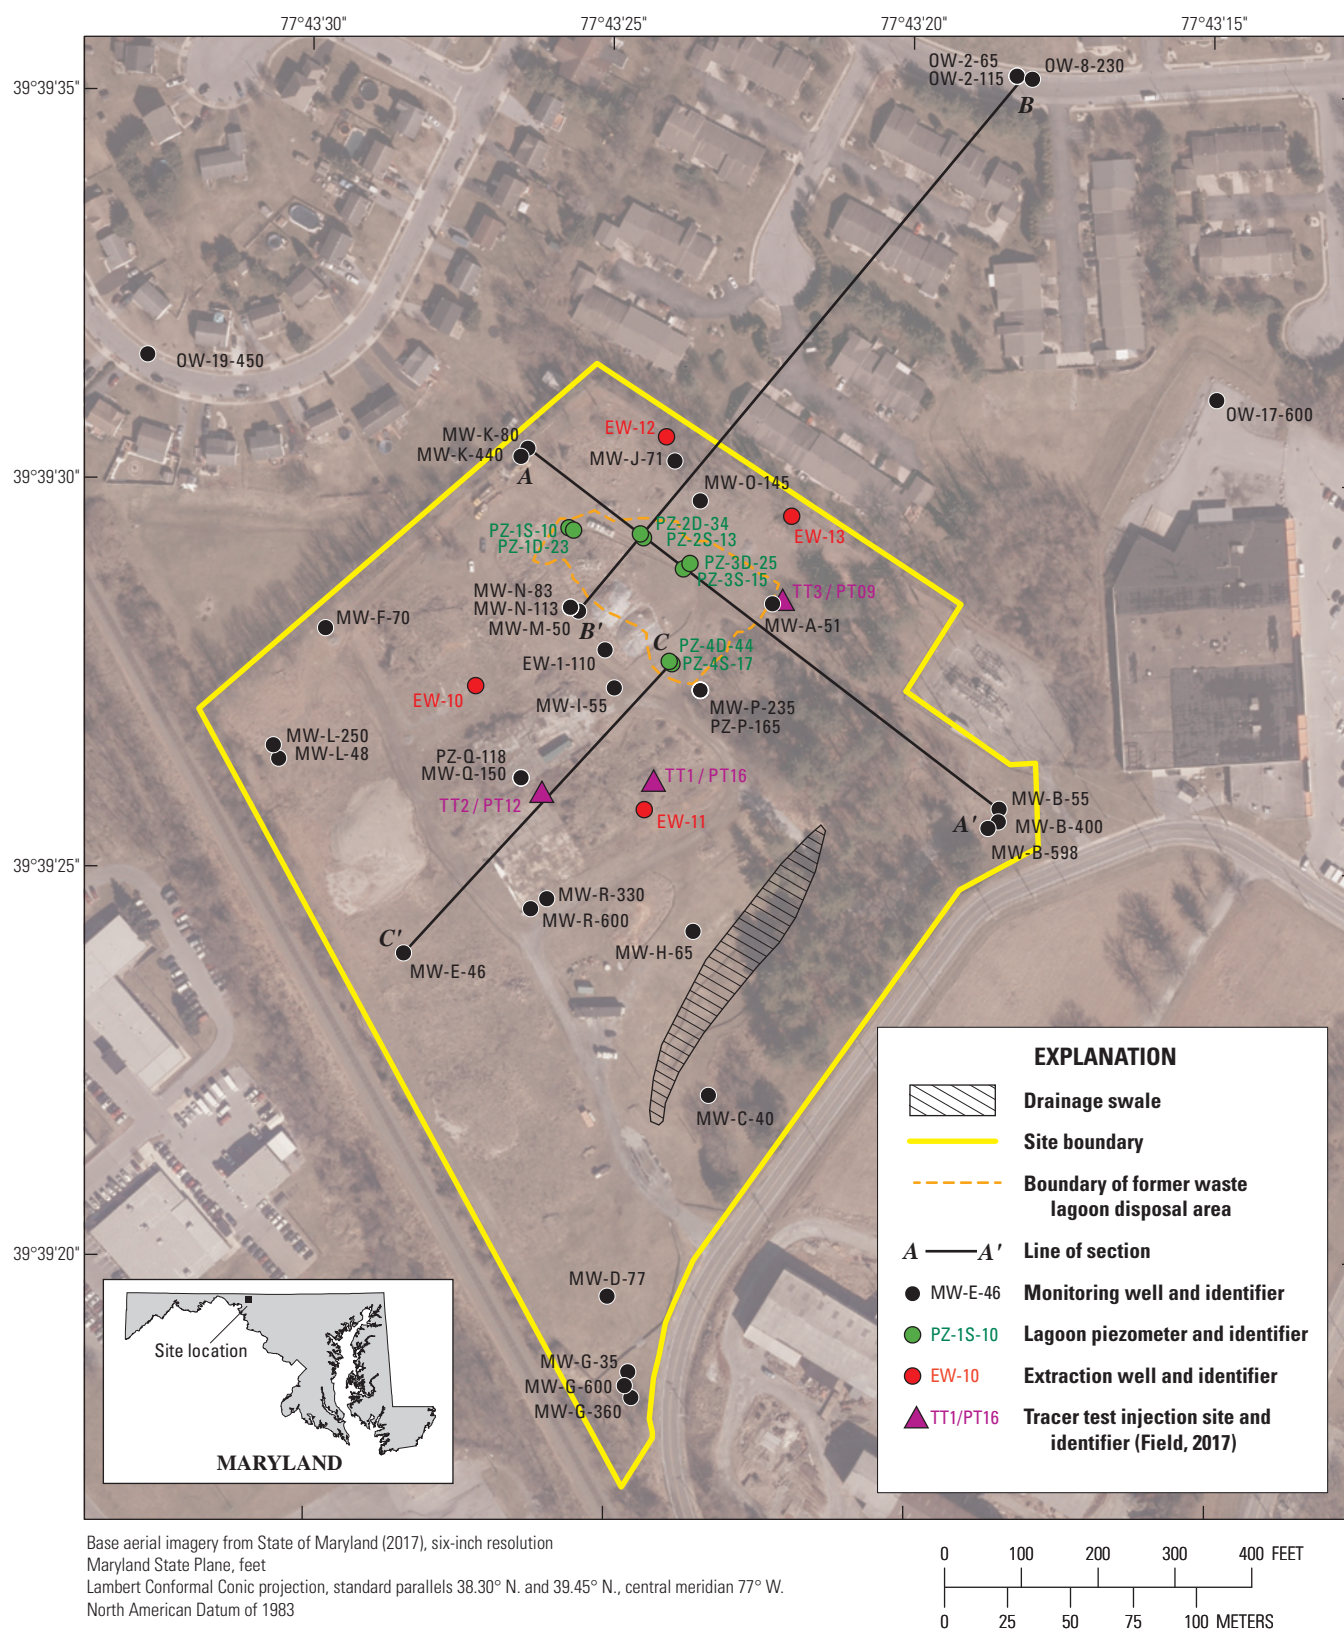 77°43'30"
77°43'25"
77°43'20"
77°43'15"
39°39'35"
39°39'30"
39°39'25"
39°39'20"
OW-2-65
OW-2-115
OW-8-230
B
OW-19-450
OW-17-600
EW-12
MW-K-80
MW-K-440
A
MW-J-71
MW-O-145
PZ-1S-10
PZ-1D-23
PZ-2D-34
PZ-2S-13
EW-13
PZ-3D-25
PZ-3S-15
TT3/PT09
MW-N-83
MW-N-113
MW-M-50
B'
MW-A-51
MW-F-70
C
PZ-4D-44
PZ-4S-17
EW-1-110
EW-10
MW-I-55
MW-P-235
PZ-P-165
MW-L-250
MW-L-48
PZ-Q-118
MW-Q-150
TT2/PT12
TT1/PT16
EW-11
MW-B-55
A'
MW-B-400
MW-B-598
MW-R-330
MW-R-600
C'
MW-E-46
MW-H-65
MW-C-40
MW-D-77
MW-G-35
MW-G-600
MW-G-360
EXPLANATION
Drainage swale
Site boundary
Boundary of former waste
lagoon disposal area
A A' Line of section
MW-E-46 Monitoring well and identifier
PZ-1S-10 Lagoon piezometer and identifier
EW-10 Extraction well and identifier
TT1/PT16 Tracer test injection site and
identifier (Field, 2017)
Site location
MARYLAND
Base aerial imagery from State of Maryland (2017), six-inch resolution
Maryland State Plane, feet
Lambert Conformal Conic projection, standard parallels 38.30° N. and 39.45° N., central meridian 77° W.
North American Datum of 1983
0 100 200 300 400 FEET
0 25 50 75 100 METERS